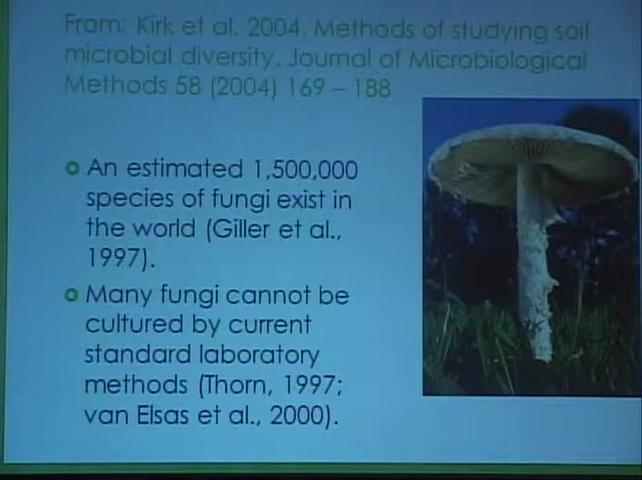 From: Kirk et al. 2004. Methods of studying soil
microbial diversity. Journal of Microbiological
Methods 58 (2004) 169 – 188
An estimated 1,500,000
species of fungi exist in
the world (Giller et al.,
1997).
Many fungi cannot be
cultured by current
standard laboratory
methods (Thorn, 1997;
van Elsas et al., 2000).